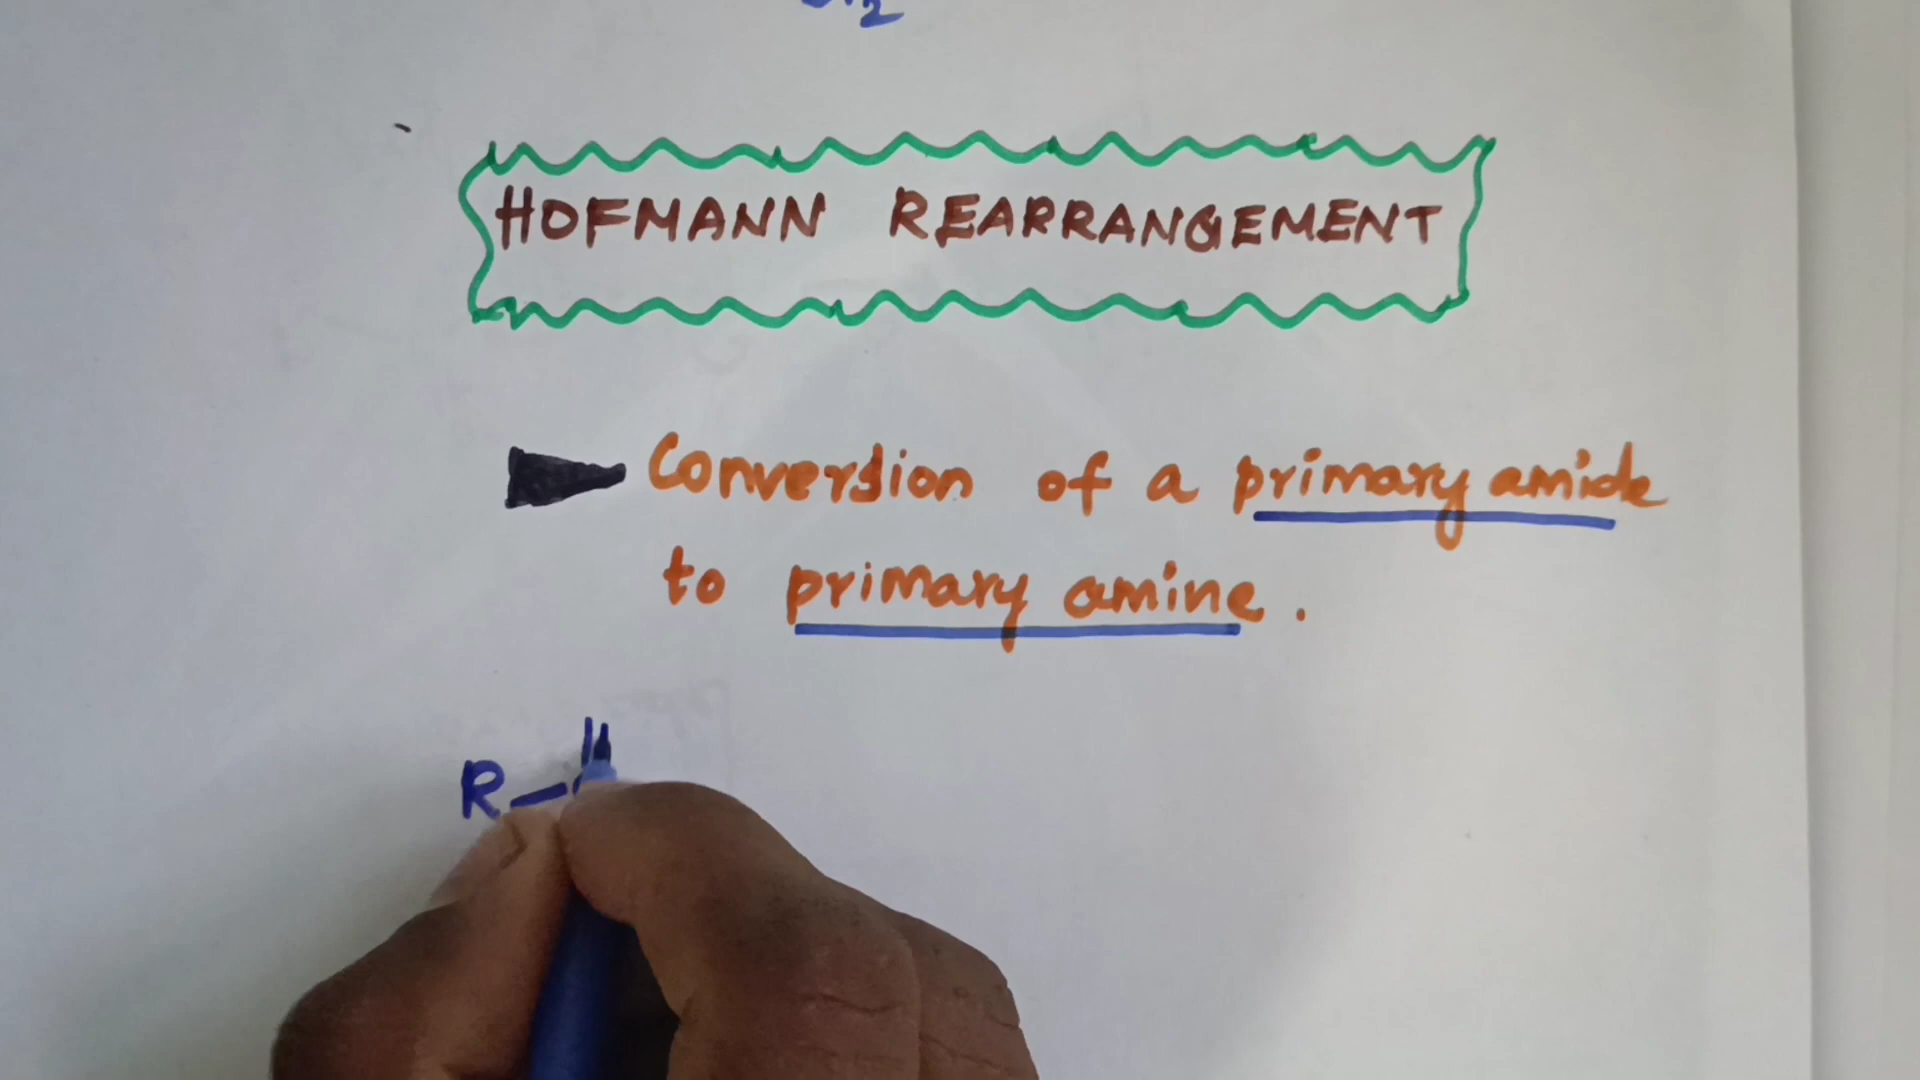 HOFMANN REARRANGEMENT
Conversion of a primary amide
to primary amine.
R